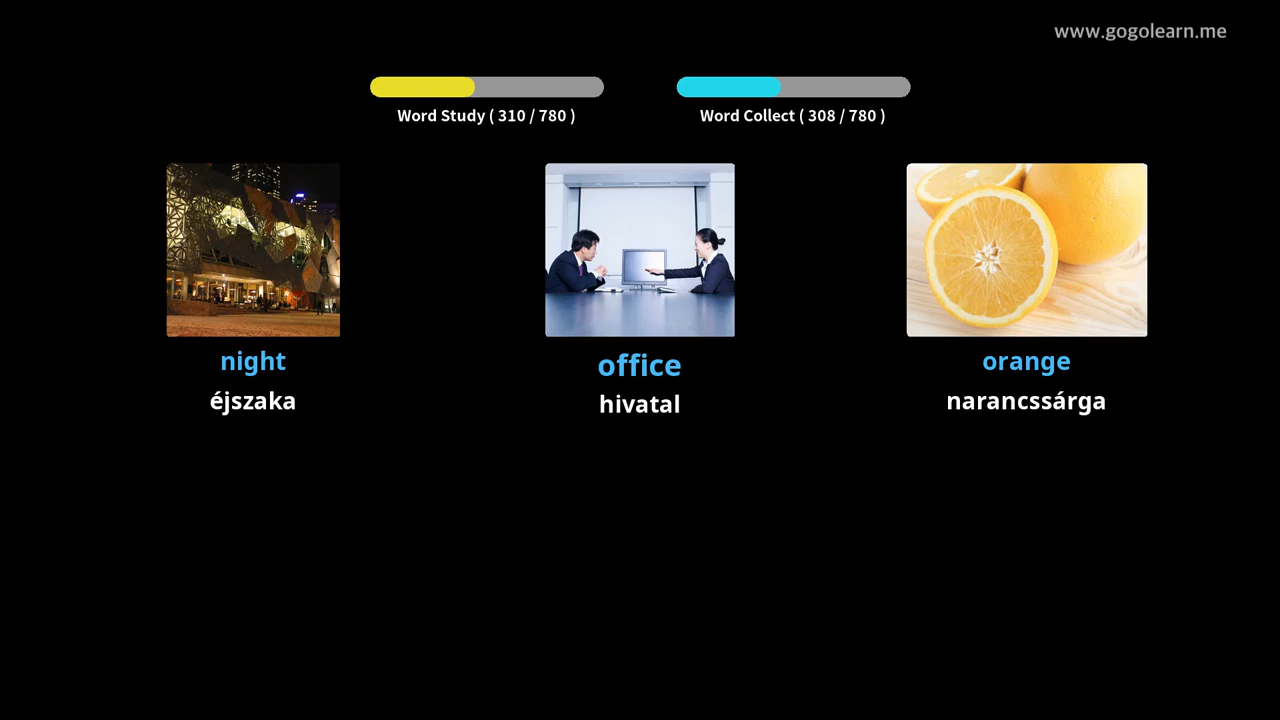 www.gogolearn.me
Word Study ( 310 / 780 )
Word Collect ( 308 / 780 )
night
office
orange
éjszaka
hivatal
narancssárga